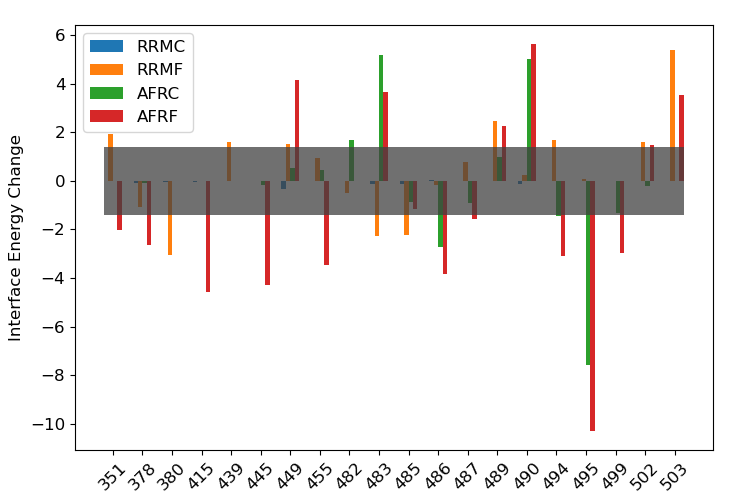 RRMC
RRMF
AFRC
AFRF
Interface Energy Change
6
4
2
0
−2
−4
−6
−8
−10
351 378 380 415 439 445 449 455 482 483 485 486 487 489 490 494 495 499 502 503